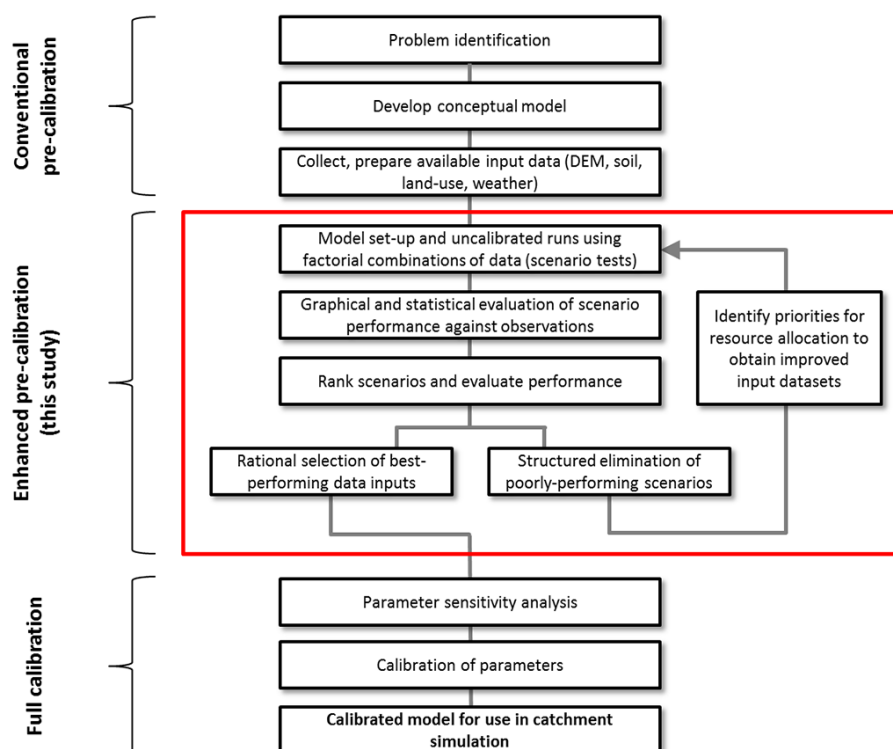 Conventional
pre-calibration
Problem identification
Develop conceptual model
Collect, prepare available input data (DEM, soil,
land-use, weather)
Enhanced pre-calibration
(this study)
Model set-up and uncalibrated runs using
factorial combinations of data (scenario tests)
Graphical and statistical evaluation of scenario
performance against observations
Rank scenarios and evaluate performance
Identify priorities for
resource allocation to
obtain improved
input datasets
Rational selection of best-
performing data inputs
Structured elimination of
poorly-performing scenarios
Full calibration
Parameter sensitivity analysis
Calibration of parameters
Calibrated model for use in catchment
simulation